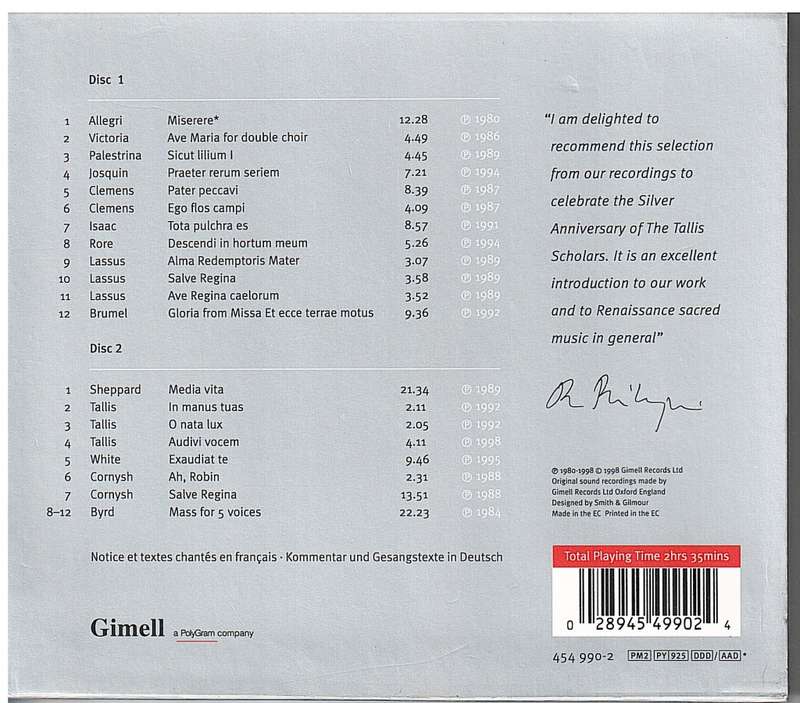 Disc 1
1 Allegri Miserere* 12.28 ℗ 1980
2 Victoria Ave Maria for double choir 4.49 ℗ 1986
3 Palestrina Sicut lilium I 4.45 ℗ 1989
4 Josquin Praeter rerum seriem 7.21 ℗ 1994
5 Clemens Pater peccavi 8.39 ℗ 1987
6 Clemens Ego flos campi 4.09 ℗ 1987
7 Isaac Tota pulchra es 8.57 ℗ 1991
8 Rore Descendi in hortum meum 5.26 ℗ 1994
9 Lassus Alma Redemptoris Mater 3.07 ℗ 1989
10 Lassus Salve Regina 3.58 ℗ 1989
11 Lassus Ave Regina caelorum 3.52 ℗ 1989
12 Brumel Gloria from Missa Et ecce terrae motus 9.36 ℗ 1992
Disc 2
1 Sheppard Media vita 21.34 ℗ 1989
2 Tallis In manus tuas 2.11 ℗ 1992
3 Tallis O nata lux 2.05 ℗ 1992
4 Tallis Audivi vocem 4.11 ℗ 1998
5 White Exaudiat te 9.46 ℗ 1995
6 Cornysh Ah, Robin 2.31 ℗ 1988
7 Cornysh Salve Regina 13.51 ℗ 1988
8–12 Byrd Mass for 5 voices 22.23 ℗ 1984
Notice et textes chantés en français · Kommentar und Gesangstexte in Deutsch
Gimell a PolyGram company
“I am delighted to
recommend this selection
from our recordings to
celebrate the Silver
Anniversary of The Tallis
Scholars. It is an excellent
introduction to our work
and to Renaissance sacred
music in general”
℗ 1980-1998 © 1998 Gimell Records Ltd
Original sound recordings made by
Gimell Records Ltd Oxford England
Designed by Smith & Gilmour
Made in the EC Printed in the EC
Total Playing Time 2hrs 35mins
0 28945 49902 4
454 990-2 PM2 PY 925 DDD/AAD*